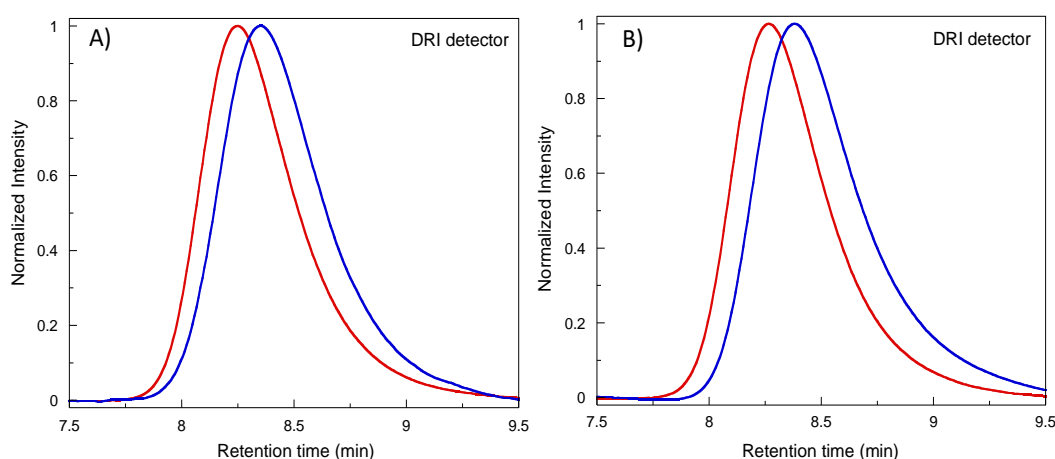 A)
DRI detector
1
0.8
0.6
0.4
0.2
0
7.5 8 8.5 9 9.5
Normalized Intensity
Retention time (min)
B)
DRI detector
1
0.8
0.6
0.4
0.2
0
7.5 8 8.5 9 9.5
Normalized Intensity
Retention time (min)